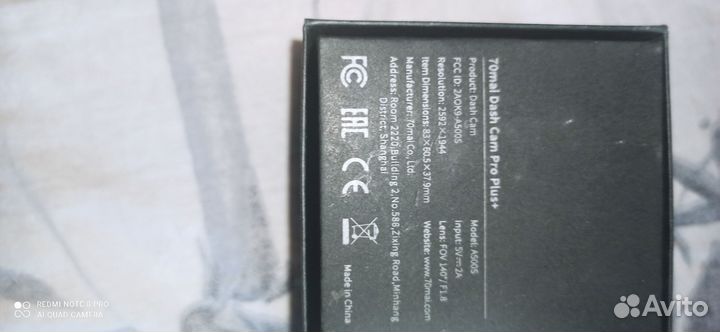 70mai Dash Cam Pro Plus+
Product: Dash Cam
Model: A500S
FCC ID: 2AOK9-A500S
Input: 5V⎓2A
Resolution: 2592×1944
Lens: FOV 140°/ F1.8
Item Dimensions: 83×60.5×37.9mm
Website: www.70mai.com
Manufacturer: 70mai Co., Ltd.
Address: Room 2220, Building 2, No.588, Zixing Road, Minhang
District, Shanghai
FC EAC CE Made in China
REDMI NOTE 8 PRO
AI QUAD CAMERA
Avito